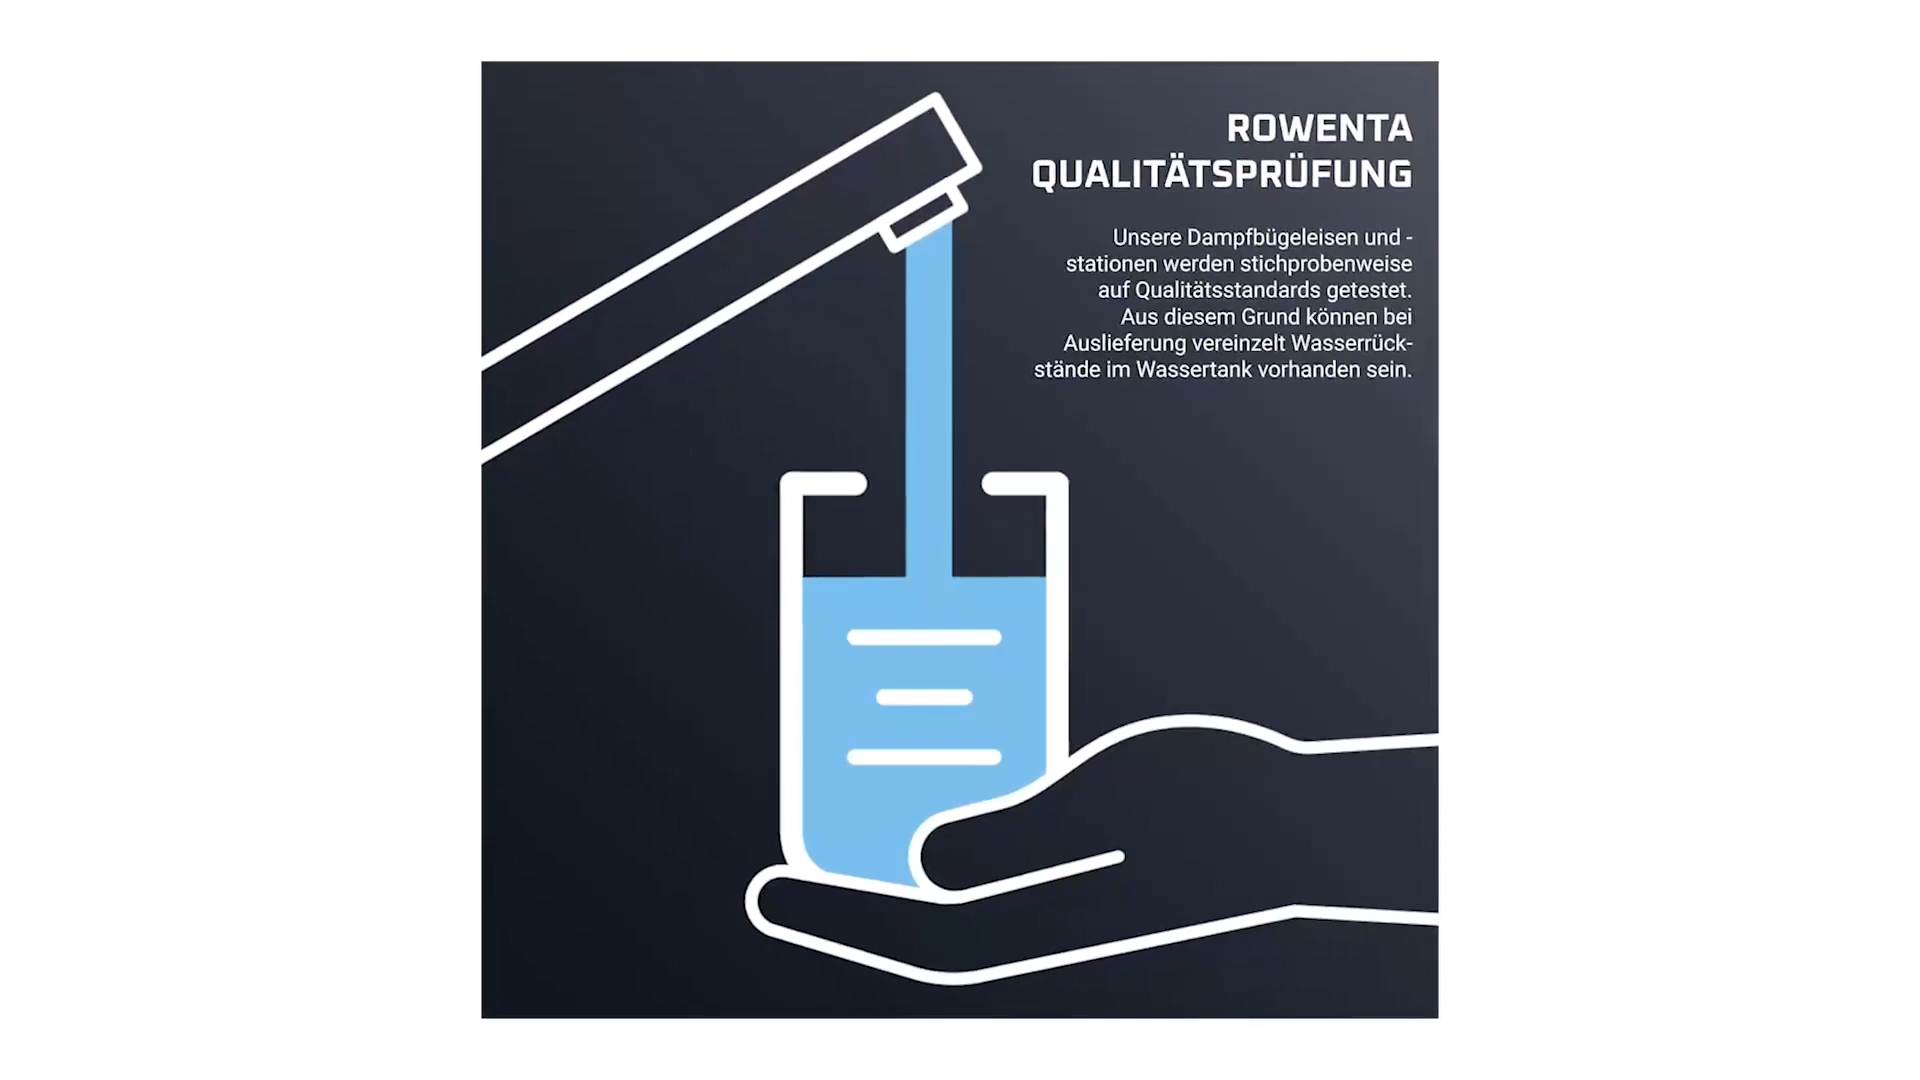 ROWENTA
QUALITÄTSPRÜFUNG
Unsere Dampfbügeleisen und -
stationen werden stichprobenweise
auf Qualitätsstandards getestet.
Aus diesem Grund können bei
Auslieferung vereinzelt Wasserrück-
stände im Wassertank vorhanden sein.